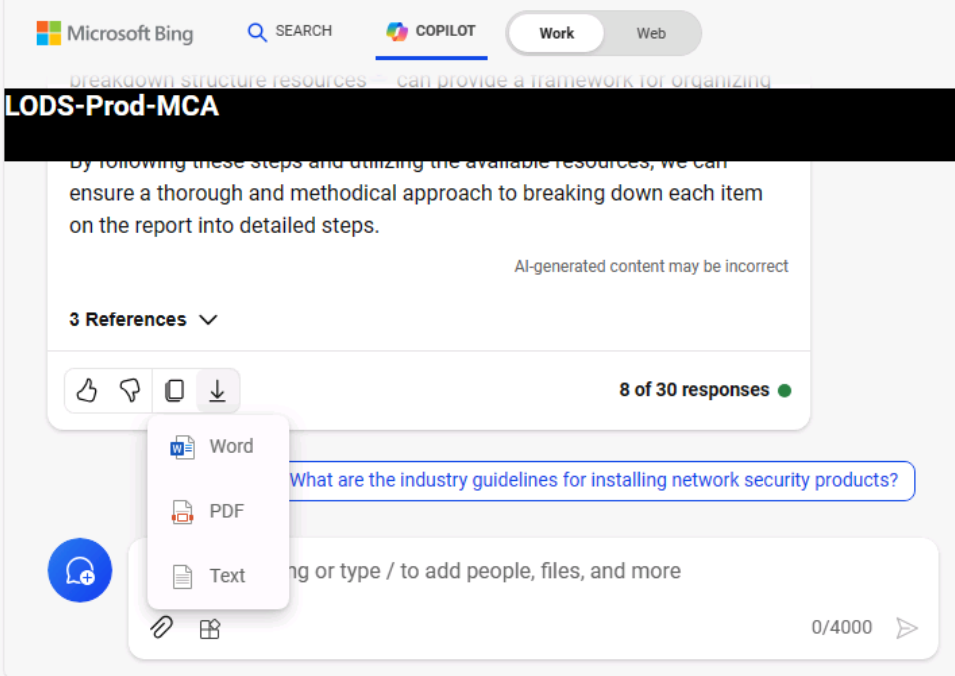 Microsoft Bing
SEARCH
COPILOT
Work
Web
breakdown structure resources can provide a framework for organizing
LODS-Prod-MCA
By following these steps and utilizing the available resources, we can
ensure a thorough and methodical approach to breaking down each item
on the report into detailed steps.
AI-generated content may be incorrect
3 References
8 of 30 responses
Word
What are the industry guidelines for installing network security products?
PDF
Text
ng or type / to add people, files, and more
0/4000